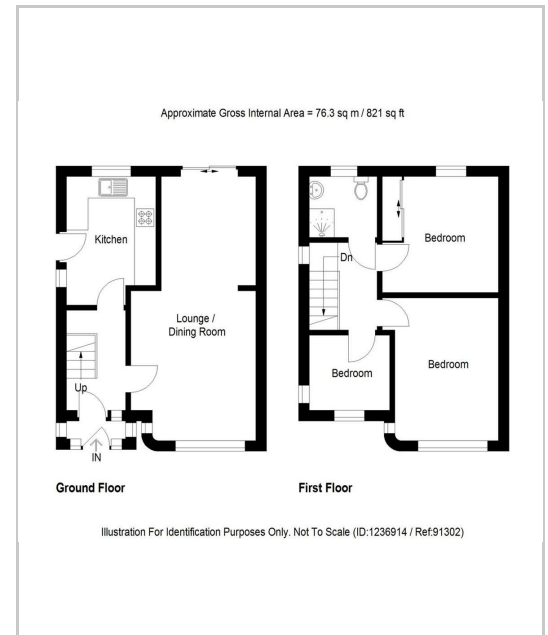 Approximate Gross Internal Area = 76.3 sq m / 821 sq ft
Kitchen
Lounge /
Dining Room
Up
IN
Ground Floor
Bedroom
Dn
Bedroom
Bedroom
First Floor
Illustration For Identification Purposes Only. Not To Scale (ID:1236914 / Ref:91302)